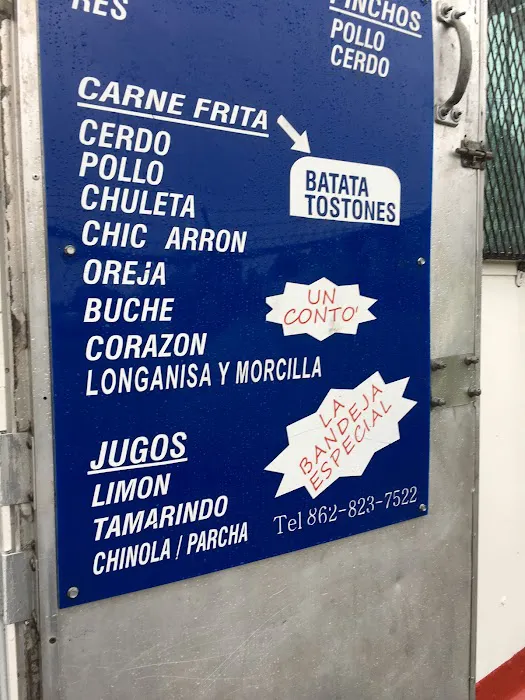 RES
PINCHOS
POLLO
CERDO
CARNE FRITA
CERDO
POLLO
CHULETA
CHIC ARRON
OREJA
BUCHE
CORAZON
LONGANISA Y MORCILLA
BATATA
TOSTONES
UN
CONTO'
LA
BANDEJA
ESPECIAL
JUGOS
LIMON
TAMARINDO
CHINOLA / PARCHA
Tel 862-823-7522